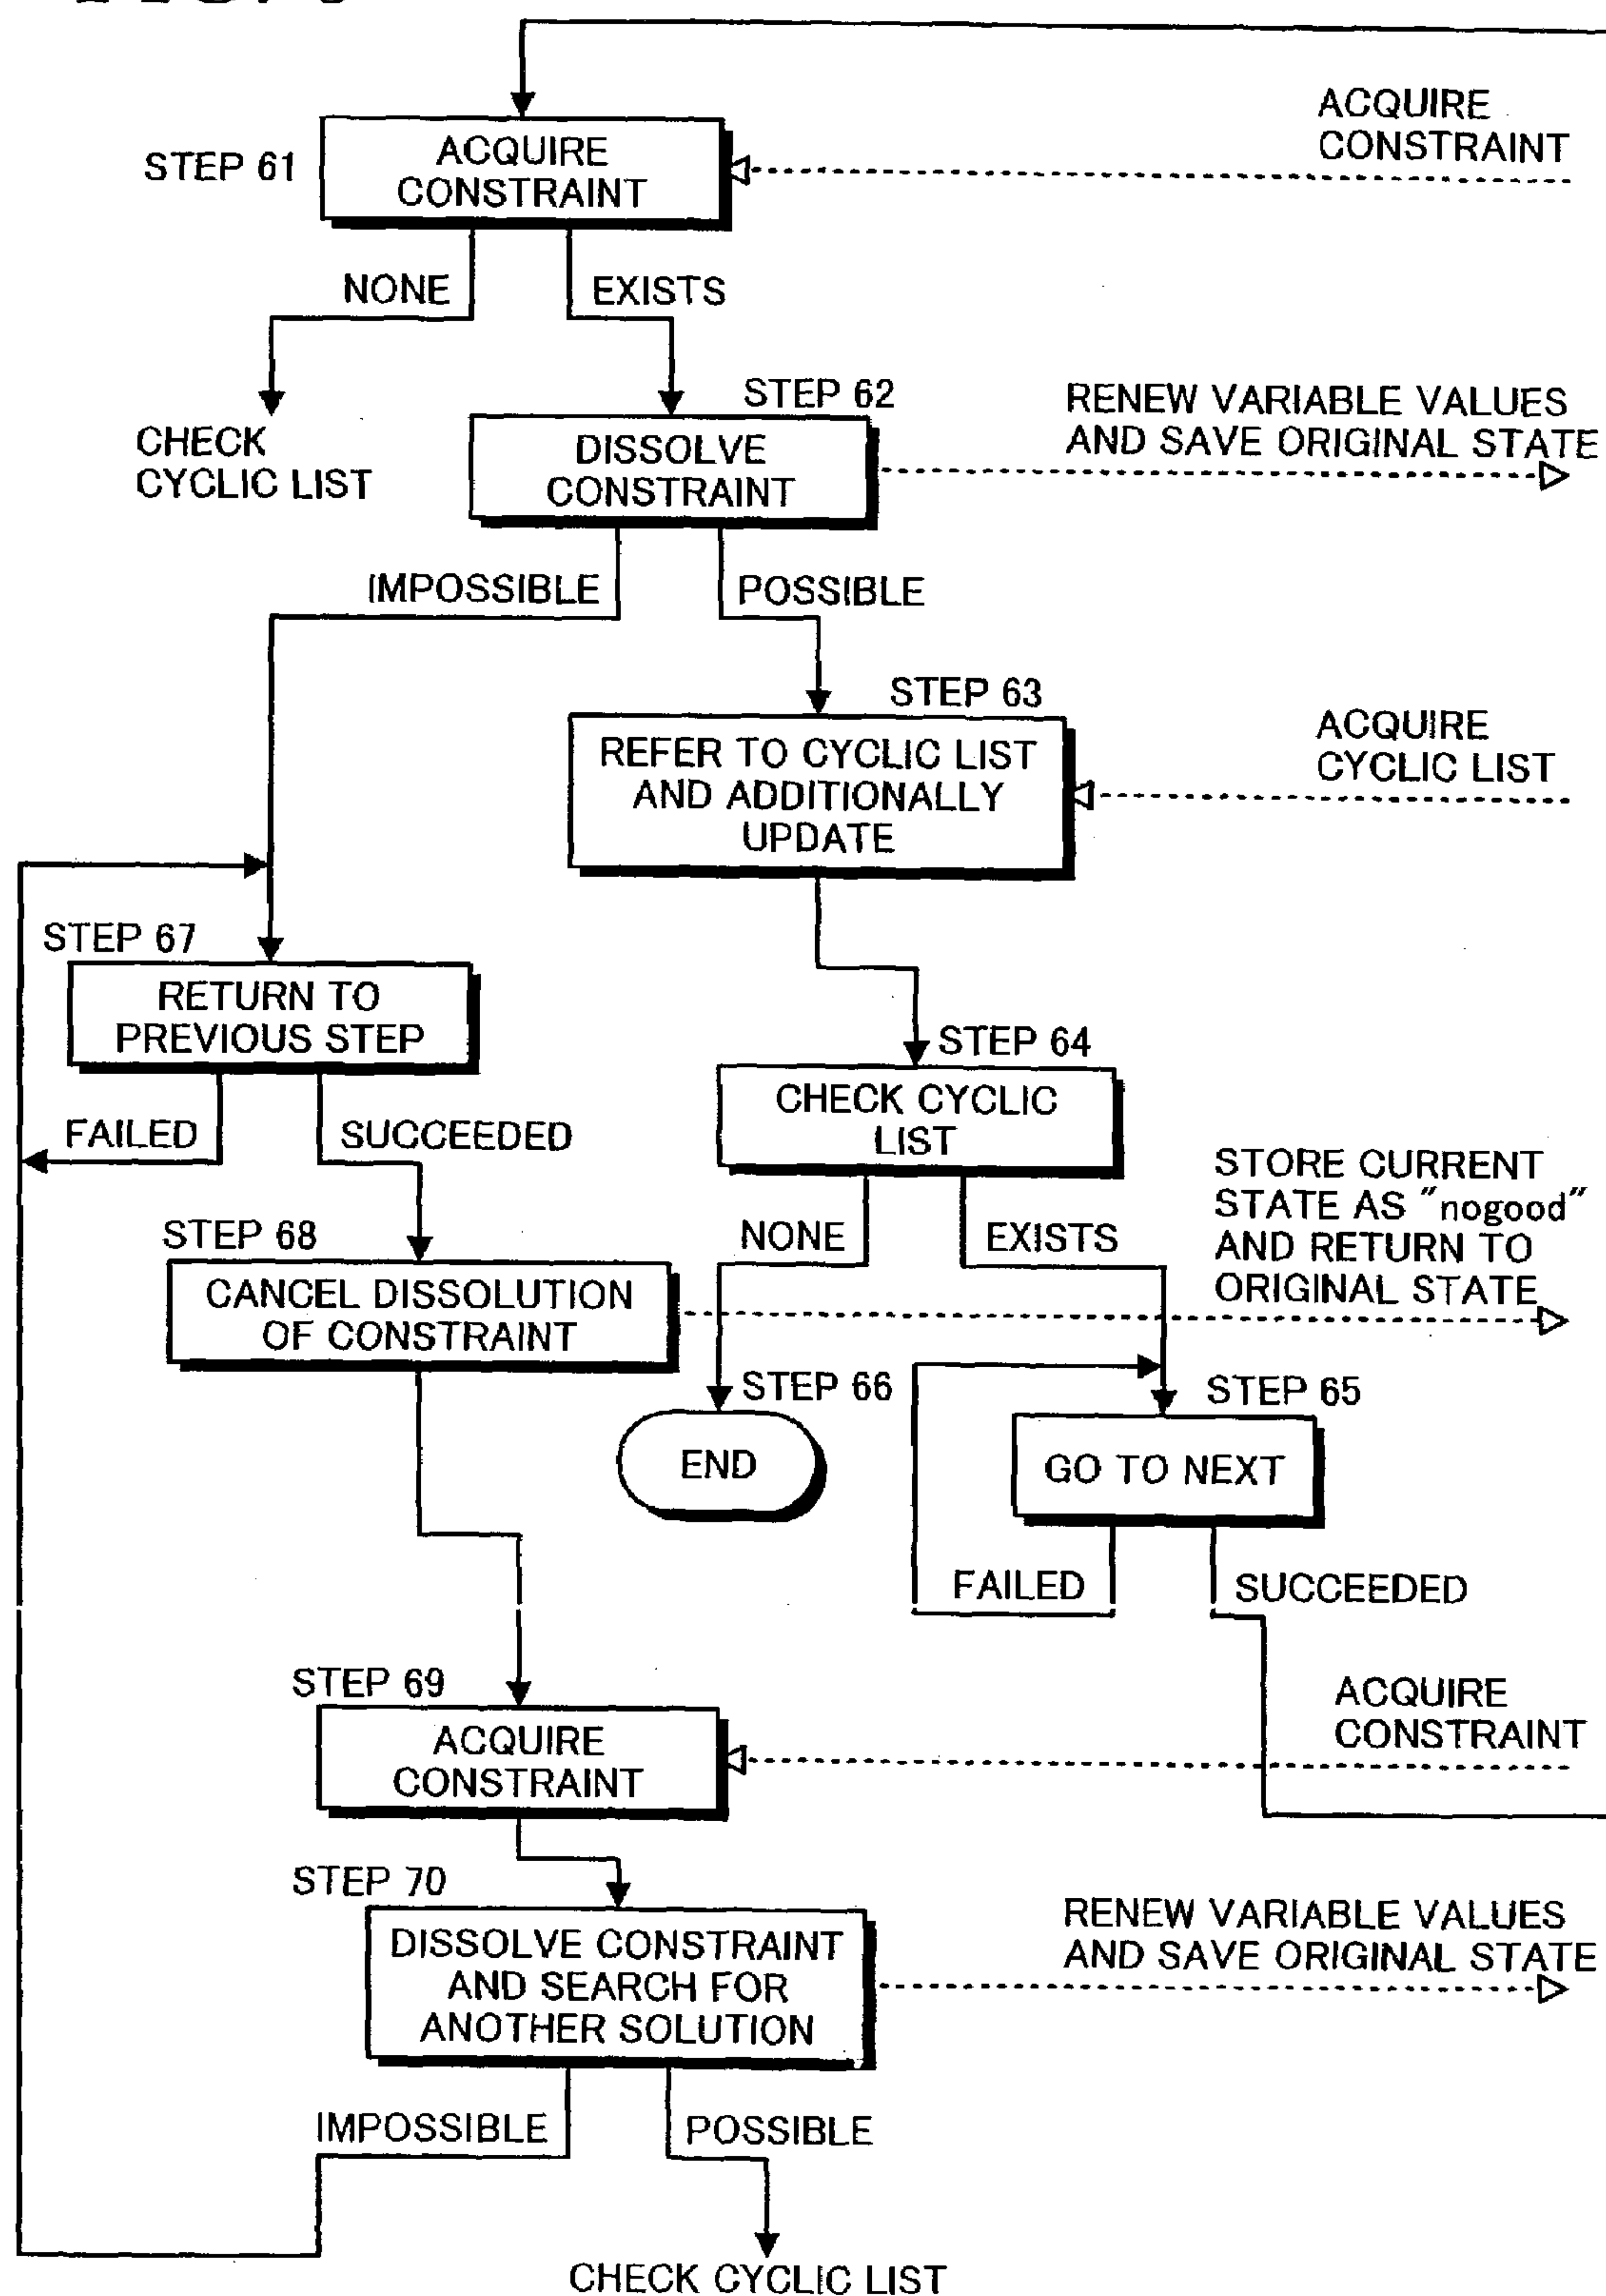 ACQUIRE
CONSTRAINT
STEP 61
ACQUIRE
CONSTRAINT
NONE
EXISTS
STEP 62
RENEW VARIABLE VALUES
AND SAVE ORIGINAL STATE
CHECK
CYCLIC LIST
DISSOLVE
CONSTRAINT
IMPOSSIBLE
POSSIBLE
STEP 63
ACQUIRE
CYCLIC LIST
REFER TO CYCLIC LIST
AND ADDITIONALLY
UPDATE
STEP 67
RETURN TO
PREVIOUS STEP
STEP 64
CHECK CYCLIC
LIST
FAILED
SUCCEEDED
STORE CURRENT
STATE AS "nogood"
AND RETURN TO
ORIGINAL STATE
STEP 68
NONE
EXISTS
CANCEL DISSOLUTION
OF CONSTRAINT
STEP 66
STEP 65
END
GO TO NEXT
FAILED
SUCCEEDED
STEP 69
ACQUIRE
CONSTRAINT
ACQUIRE
CONSTRAINT
STEP 70
RENEW VARIABLE VALUES
AND SAVE ORIGINAL STATE
DISSOLVE CONSTRAINT
AND SEARCH FOR
ANOTHER SOLUTION
IMPOSSIBLE
POSSIBLE
CHECK CYCLIC LIST